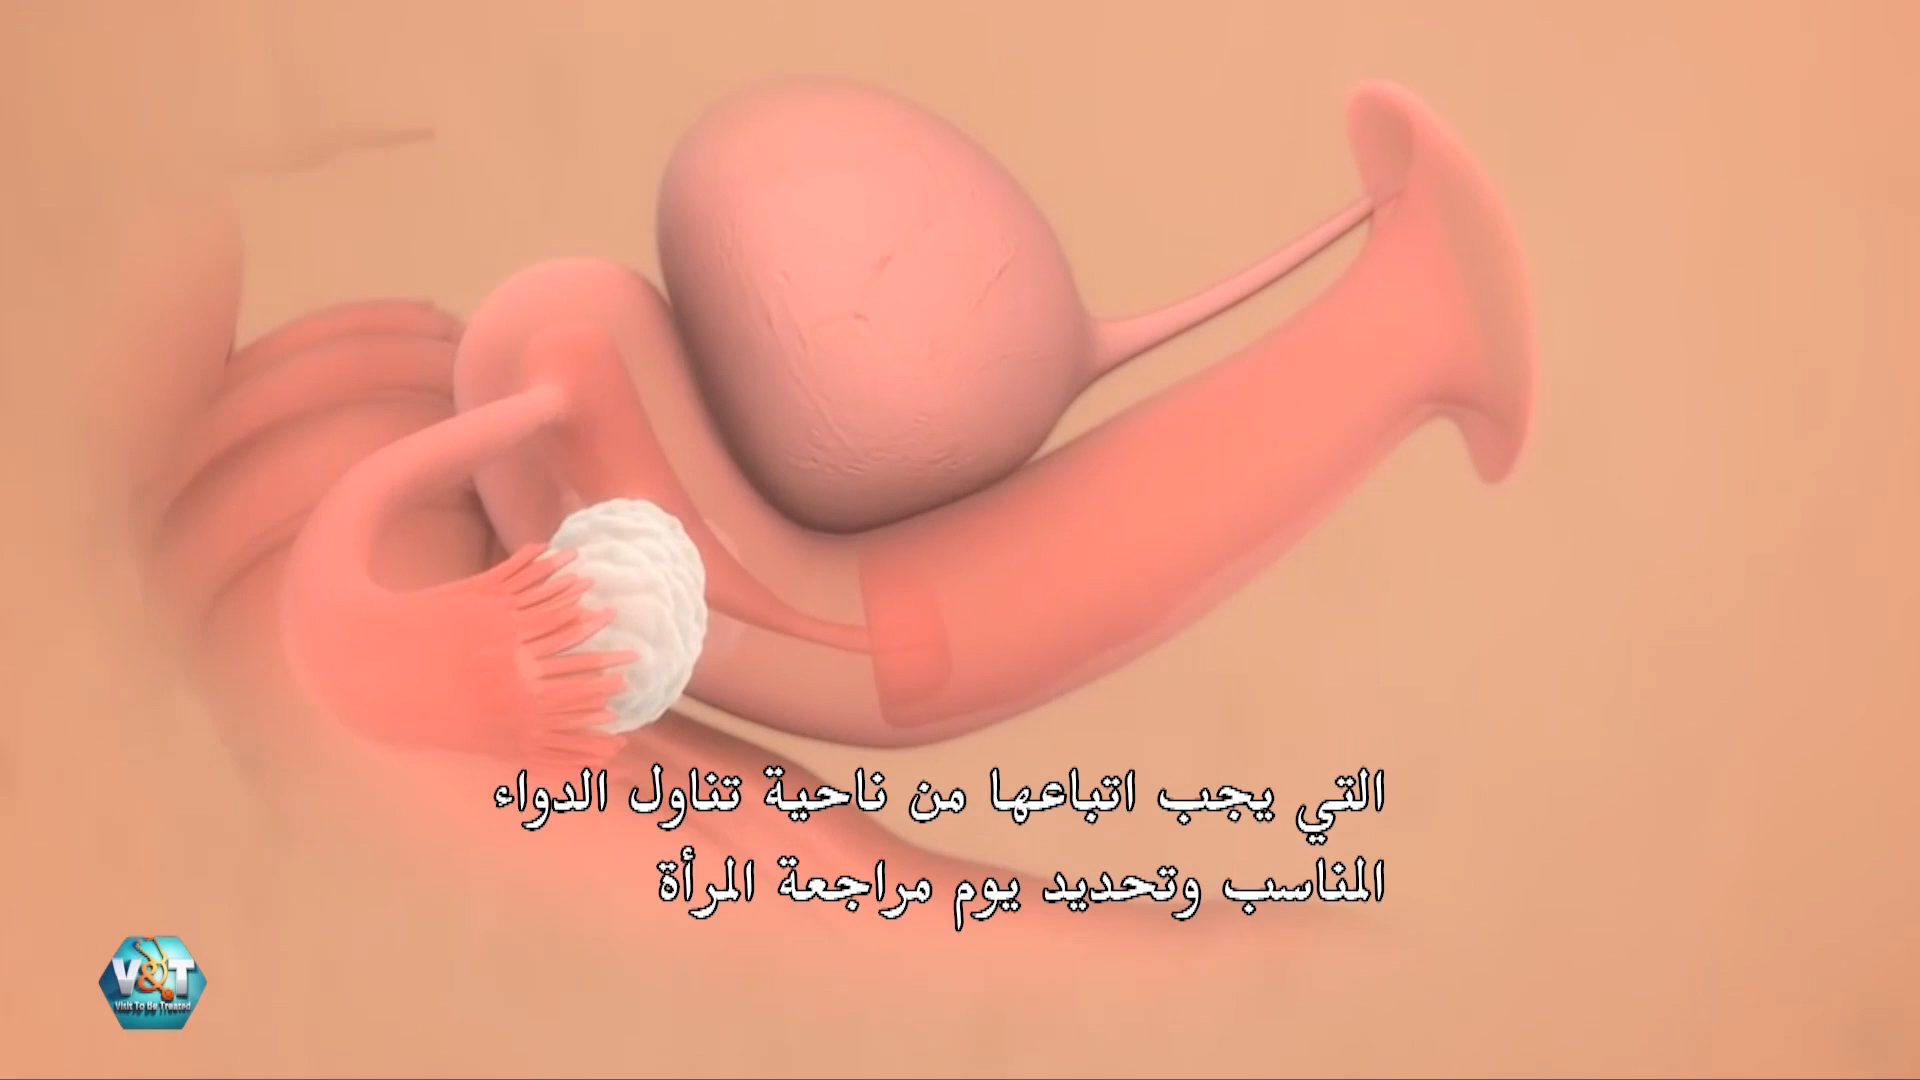 التي يجب اتباعها من ناحية تناول الدواء
المناسب وتحديد يوم مراجعة المرأة
V&T
Visit To Be Treated